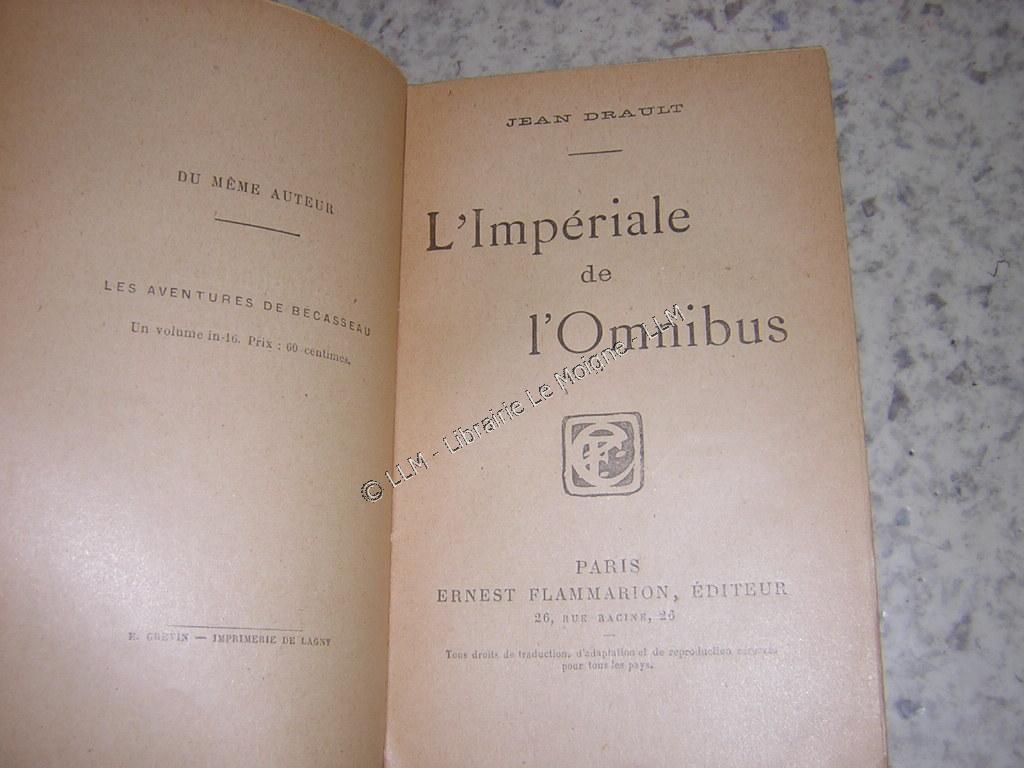 DU MÊME AUTEUR
LES AVENTURES DE BÉCASSEAU
Un volume in-16. Prix : 60 centimes.
E. GREVIN — IMPRIMERIE DE LAGNY
JEAN DRAULT
L'Impériale
de
l'Omnibus
PARIS
ERNEST FLAMMARION, ÉDITEUR
26, RUE RACINE, 26
Tous droits de traduction, d'adaptation et de reproduction réservés
pour tous les pays.
© LLM - Librairie Le Moigne - LLM